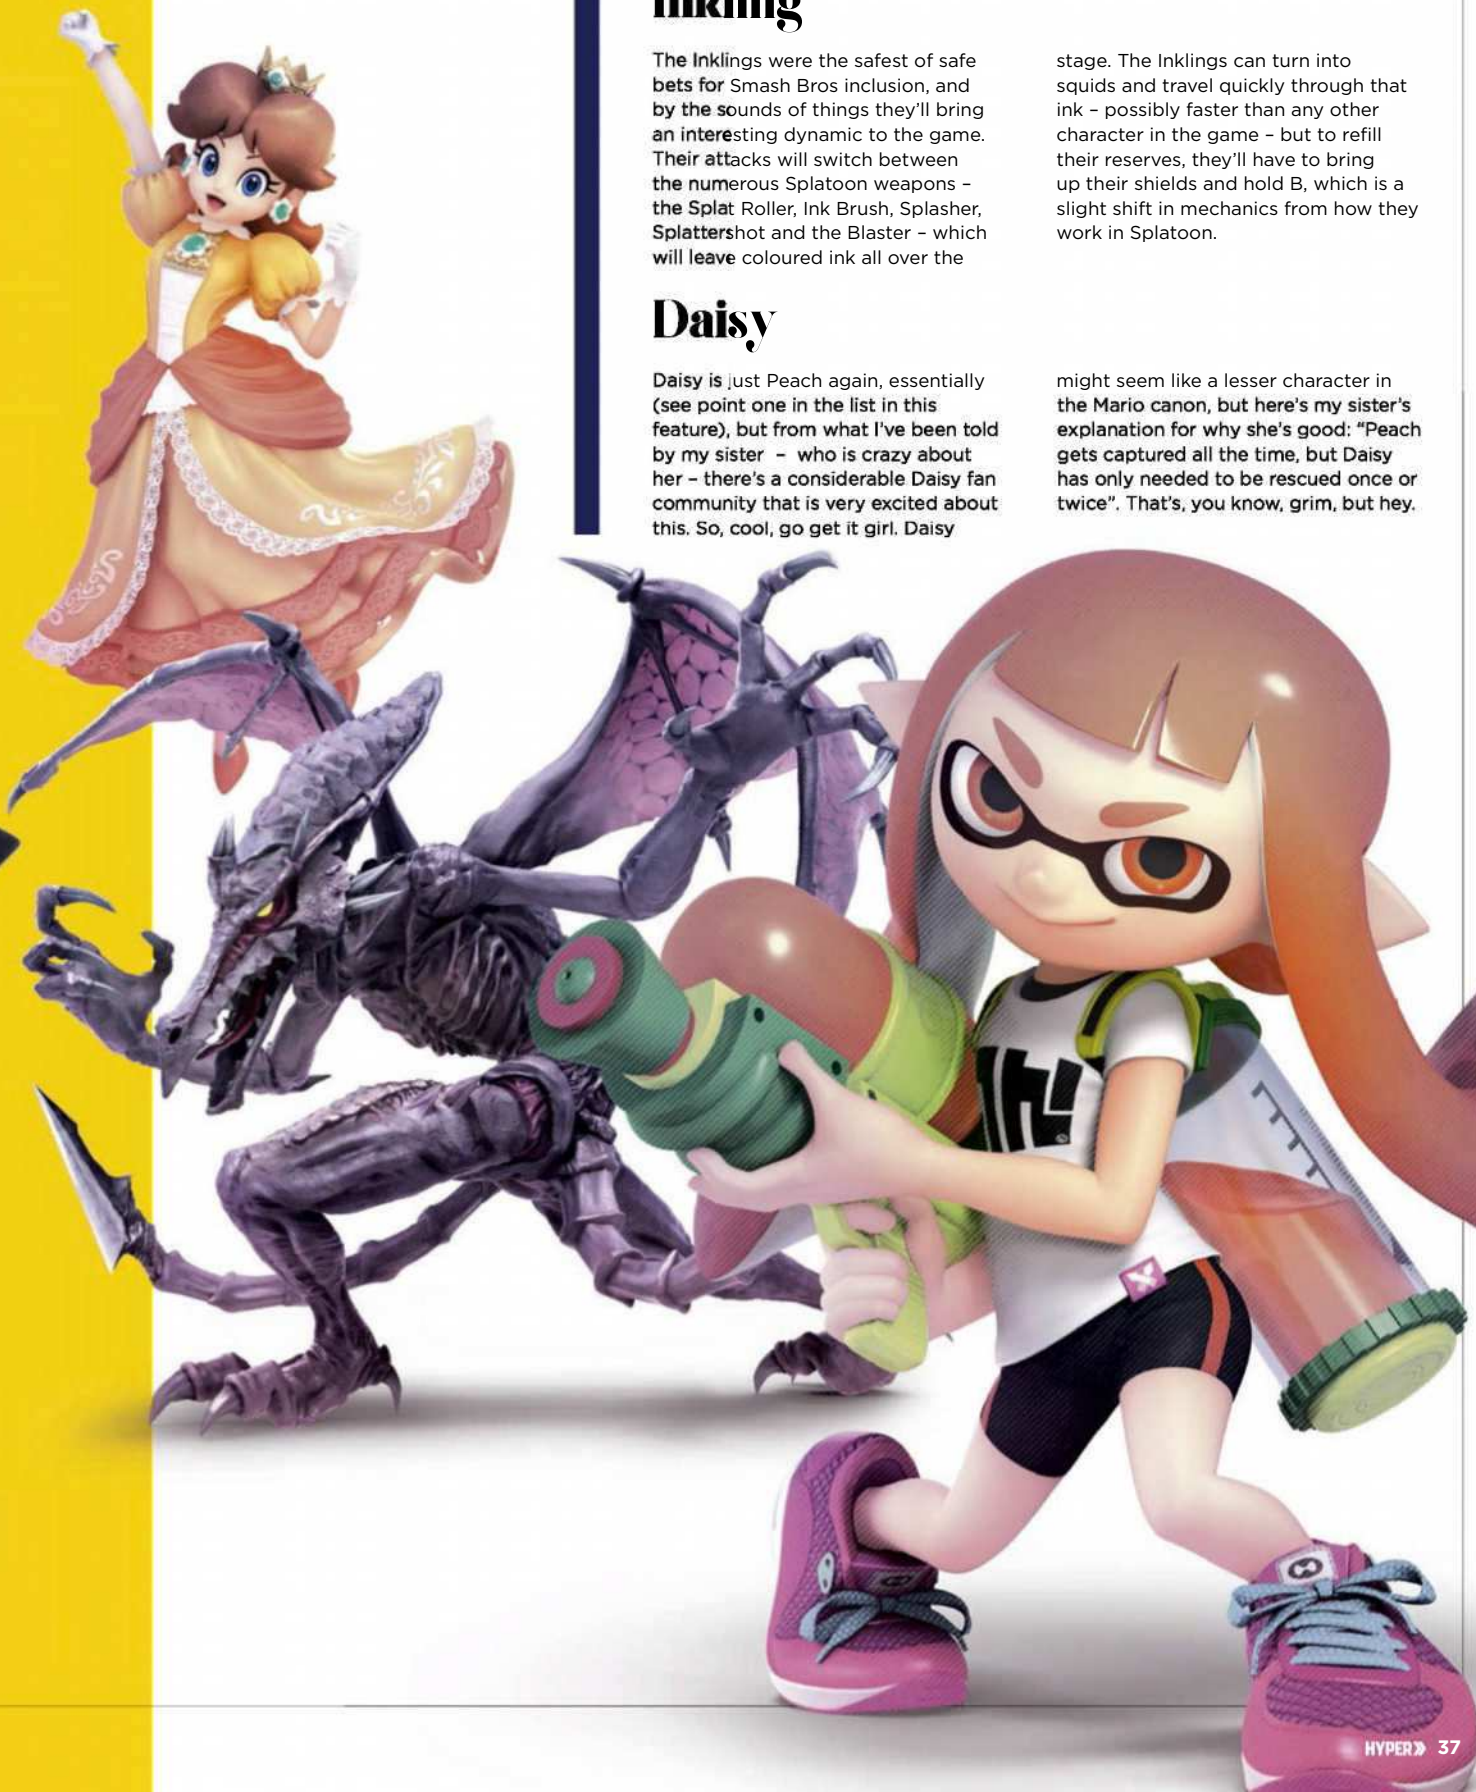 Inkling
The Inklings were the safest of safe
bets for Smash Bros inclusion, and
by the sounds of things they’ll bring
an interesting dynamic to the game.
Their attacks will switch between
the numerous Splatoon weapons –
the Splat Roller, Ink Brush, Splasher,
Splattershot and the Blaster – which
will leave coloured ink all over the
stage. The Inklings can turn into
squids and travel quickly through that
ink – possibly faster than any other
character in the game – but to refill
their reserves, they’ll have to bring
up their shields and hold B, which is a
slight shift in mechanics from how they
work in Splatoon.
Daisy
Daisy is just Peach again, essentially
(see point one in the list in this
feature), but from what I’ve been told
by my sister – who is crazy about
her – there’s a considerable Daisy fan
community that is very excited about
this. So, cool, go get it girl. Daisy
might seem like a lesser character in
the Mario canon, but here’s my sister’s
explanation for why she’s good: “Peach
gets captured all the time, but Daisy
has only needed to be rescued once or
twice”. That’s, you know, grim, but hey.
HYPER» 37